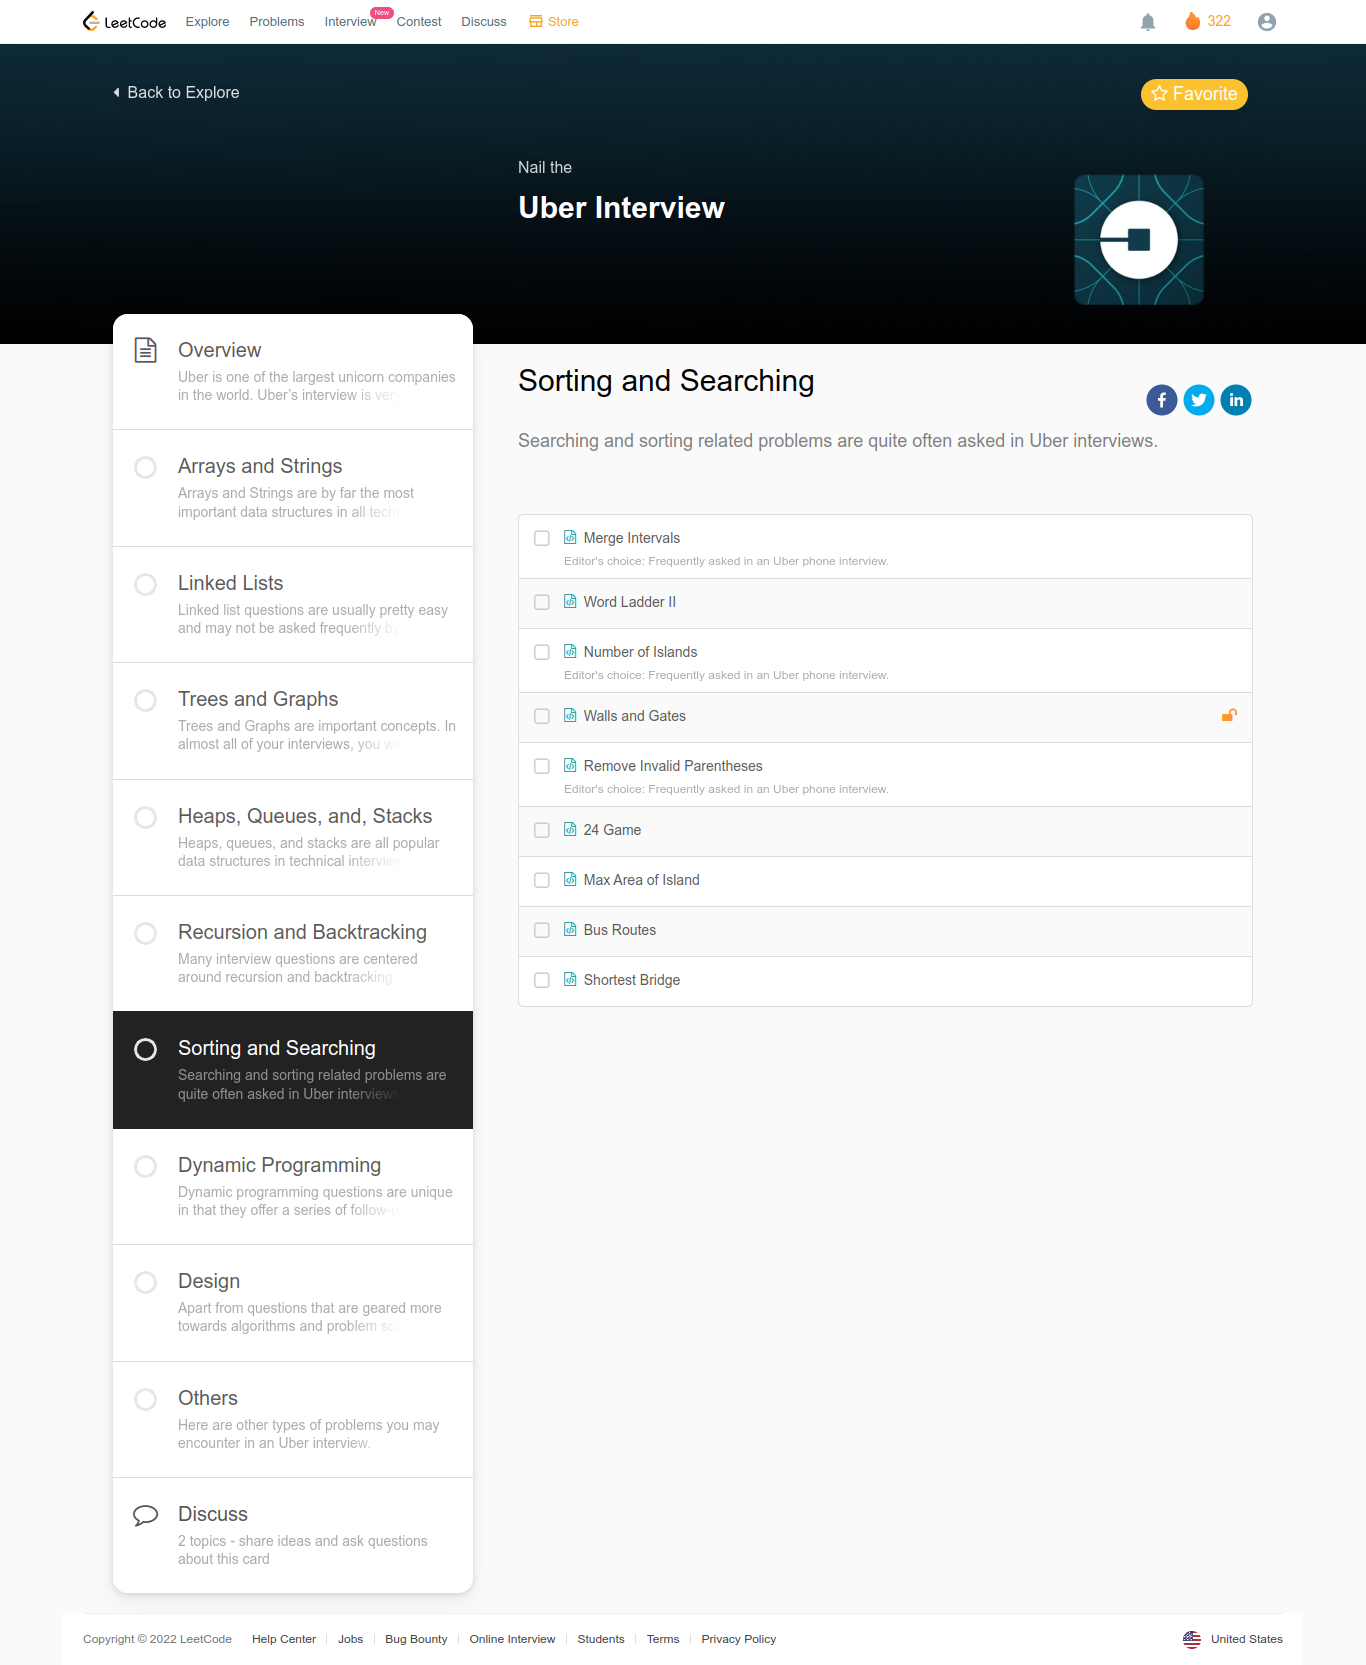 LeetCode Explore Problems Interview New Contest Discuss Store 322
Back to Explore
Favorite
Nail the
Uber Interview
Overview
Uber is one of the largest unicorn companies
in the world. Uber's interview is very
Arrays and Strings
Arrays and Strings are by far the most
important data structures in all tech
Linked Lists
Linked list questions are usually pretty easy
and may not be asked frequently by
Trees and Graphs
Trees and Graphs are important concepts. In
almost all of your interviews, you
Heaps, Queues, and, Stacks
Heaps, queues, and stacks are all popular
data structures in technical interview
Recursion and Backtracking
Many interview questions are centered
around recursion and backtracking
Sorting and Searching
Searching and sorting related problems are
quite often asked in Uber interviews
Dynamic Programming
Dynamic programming questions are unique
in that they offer a series of follow-
Design
Apart from questions that are geared more
towards algorithms and problem
Others
Here are other types of problems you may
encounter in an Uber interview.
Discuss
2 topics - share ideas and ask questions
about this card
Sorting and Searching
Searching and sorting related problems are quite often asked in Uber interviews.
Merge Intervals
Editor's choice: Frequently asked in an Uber phone interview.
Word Ladder II
Number of Islands
Editor's choice: Frequently asked in an Uber phone interview.
Walls and Gates
Remove Invalid Parentheses
Editor's choice: Frequently asked in an Uber phone interview.
24 Game
Max Area of Island
Bus Routes
Shortest Bridge
Copyright © 2022 LeetCode Help Center Jobs Bug Bounty Online Interview Students Terms Privacy Policy United States